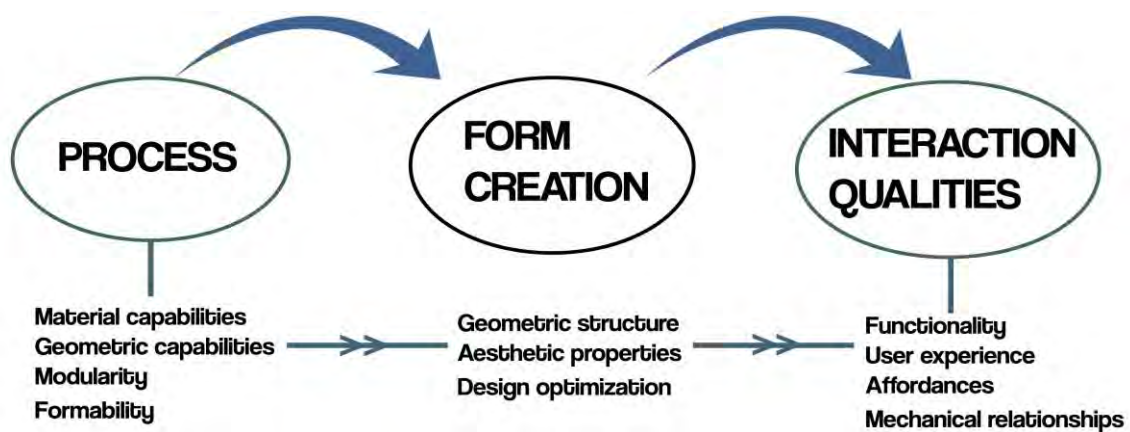 PROCESS
FORM
CREATION
INTERACTION
QUALITIES
Material capabilities
Geometric capabilities
Modularity
Formability
Geometric structure
Aesthetic properties
Design optimization
Functionality
User experience
Affordances
Mechanical relationships